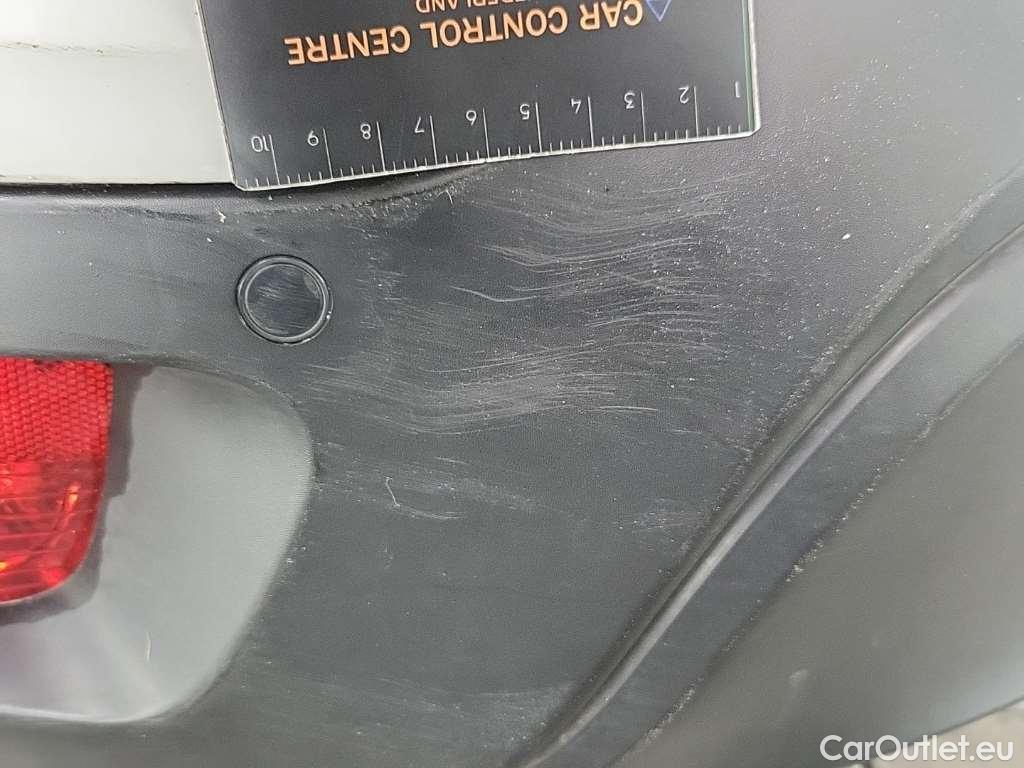 CAR CONTROL CENTRE
1 2 3 4 5 6 7 8 9 10
CarOutlet.eu